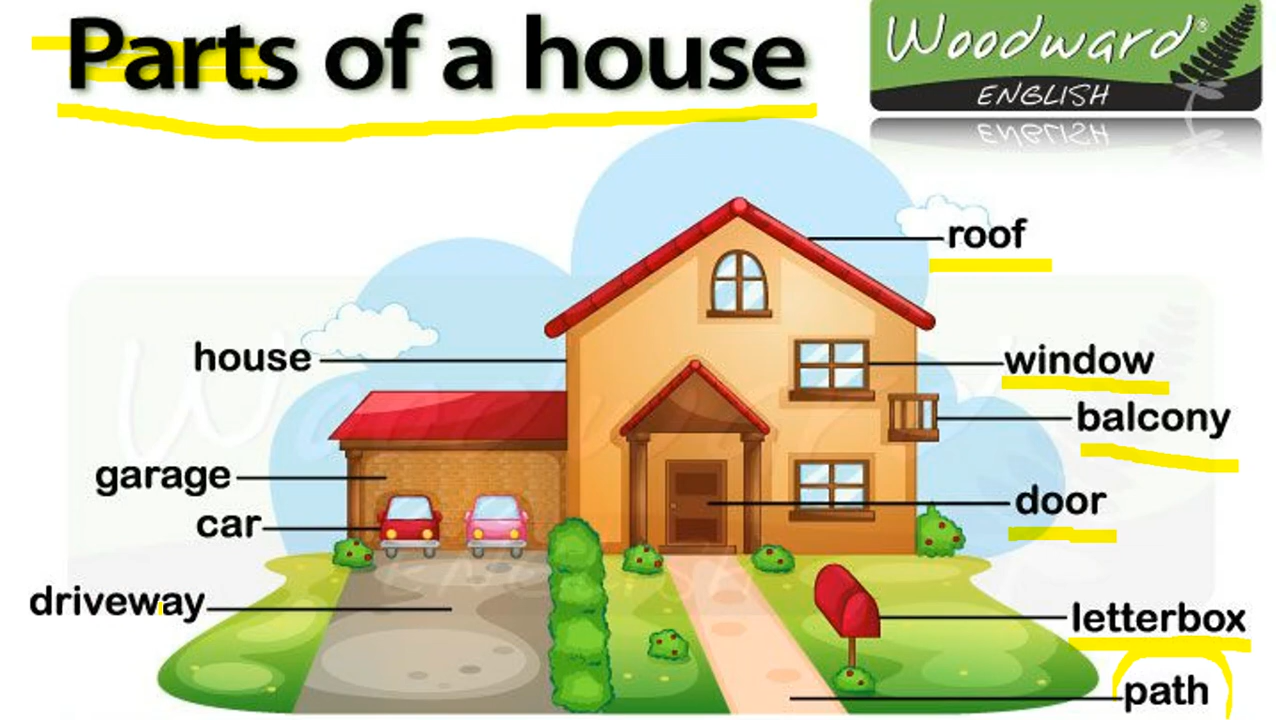 Parts of a house
Woodward®
ENGLISH
roof
house
window
balcony
garage
door
car
driveway
letterbox
path